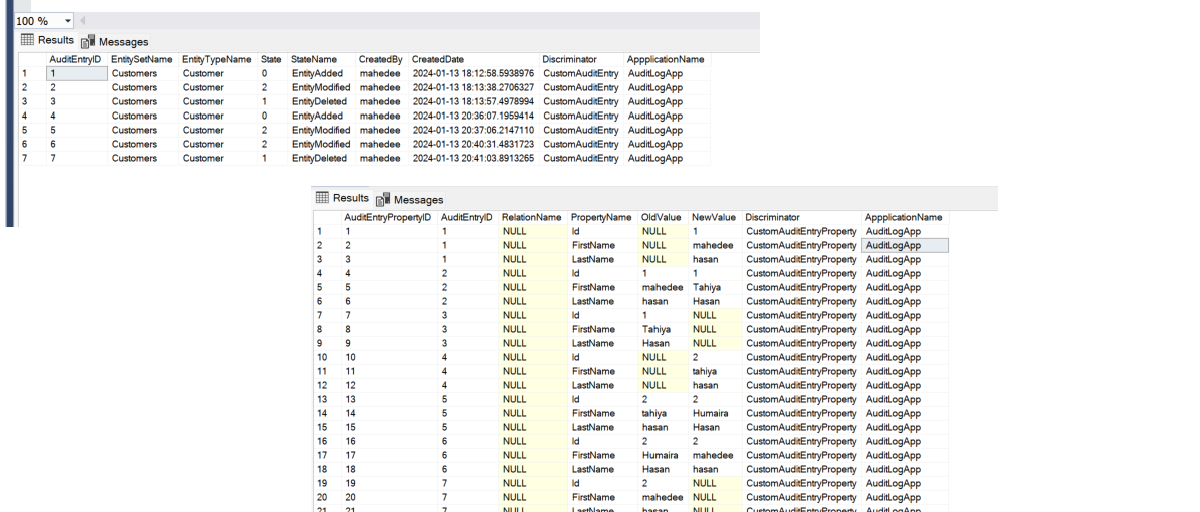 100 %
Results Messages
AuditEntryID EntitySetName EntityTypeName State StateName CreatedBy CreatedDate Discriminator AppplicationName
1 1 Customers Customer 0 EntityAdded mahedee 2024-01-13 18:12:58.5938976 CustomAuditEntry AuditLogApp
2 2 Customers Customer 2 EntityModified mahedee 2024-01-13 18:13:38.2706327 CustomAuditEntry AuditLogApp
3 3 Customers Customer 1 EntityDeleted mahedee 2024-01-13 18:13:57.4978994 CustomAuditEntry AuditLogApp
4 4 Customers Customer 0 EntityAdded mahedee 2024-01-13 20:36:07.1959414 CustomAuditEntry AuditLogApp
5 5 Customers Customer 2 EntityModified mahedee 2024-01-13 20:37:06.2147110 CustomAuditEntry AuditLogApp
6 6 Customers Customer 2 EntityModified mahedee 2024-01-13 20:40:31.4831723 CustomAuditEntry AuditLogApp
7 7 Customers Customer 1 EntityDeleted mahedee 2024-01-13 20:41:03.8913265 CustomAuditEntry AuditLogApp
Results Messages
AuditEntryPropertyID AuditEntryID RelationName PropertyName OldValue NewValue Discriminator AppplicationName
1 1 1 NULL Id NULL 1 CustomAuditEntryProperty AuditLogApp
2 2 1 NULL FirstName NULL mahedee CustomAuditEntryProperty AuditLogApp
3 3 1 NULL LastName NULL hasan CustomAuditEntryProperty AuditLogApp
4 4 2 NULL Id 1 1 CustomAuditEntryProperty AuditLogApp
5 5 2 NULL FirstName mahedee Tahiya CustomAuditEntryProperty AuditLogApp
6 6 2 NULL LastName hasan Hasan CustomAuditEntryProperty AuditLogApp
7 7 3 NULL Id 1 NULL CustomAuditEntryProperty AuditLogApp
8 8 3 NULL FirstName Tahiya NULL CustomAuditEntryProperty AuditLogApp
9 9 3 NULL LastName Hasan NULL CustomAuditEntryProperty AuditLogApp
10 10 4 NULL Id NULL 2 CustomAuditEntryProperty AuditLogApp
11 11 4 NULL FirstName NULL tahiya CustomAuditEntryProperty AuditLogApp
12 12 4 NULL LastName NULL hasan CustomAuditEntryProperty AuditLogApp
13 13 5 NULL Id 2 2 CustomAuditEntryProperty AuditLogApp
14 14 5 NULL FirstName tahiya Humaira CustomAuditEntryProperty AuditLogApp
15 15 5 NULL LastName hasan Hasan CustomAuditEntryProperty AuditLogApp
16 16 6 NULL Id 2 2 CustomAuditEntryProperty AuditLogApp
17 17 6 NULL FirstName Humaira mahedee CustomAuditEntryProperty AuditLogApp
18 18 6 NULL LastName Hasan hasan CustomAuditEntryProperty AuditLogApp
19 19 7 NULL Id 2 NULL CustomAuditEntryProperty AuditLogApp
20 20 7 NULL FirstName mahedee NULL CustomAuditEntryProperty AuditLogApp
21 21 7 NULL LastName hasan NULL CustomAuditEntryProperty AuditLogApp